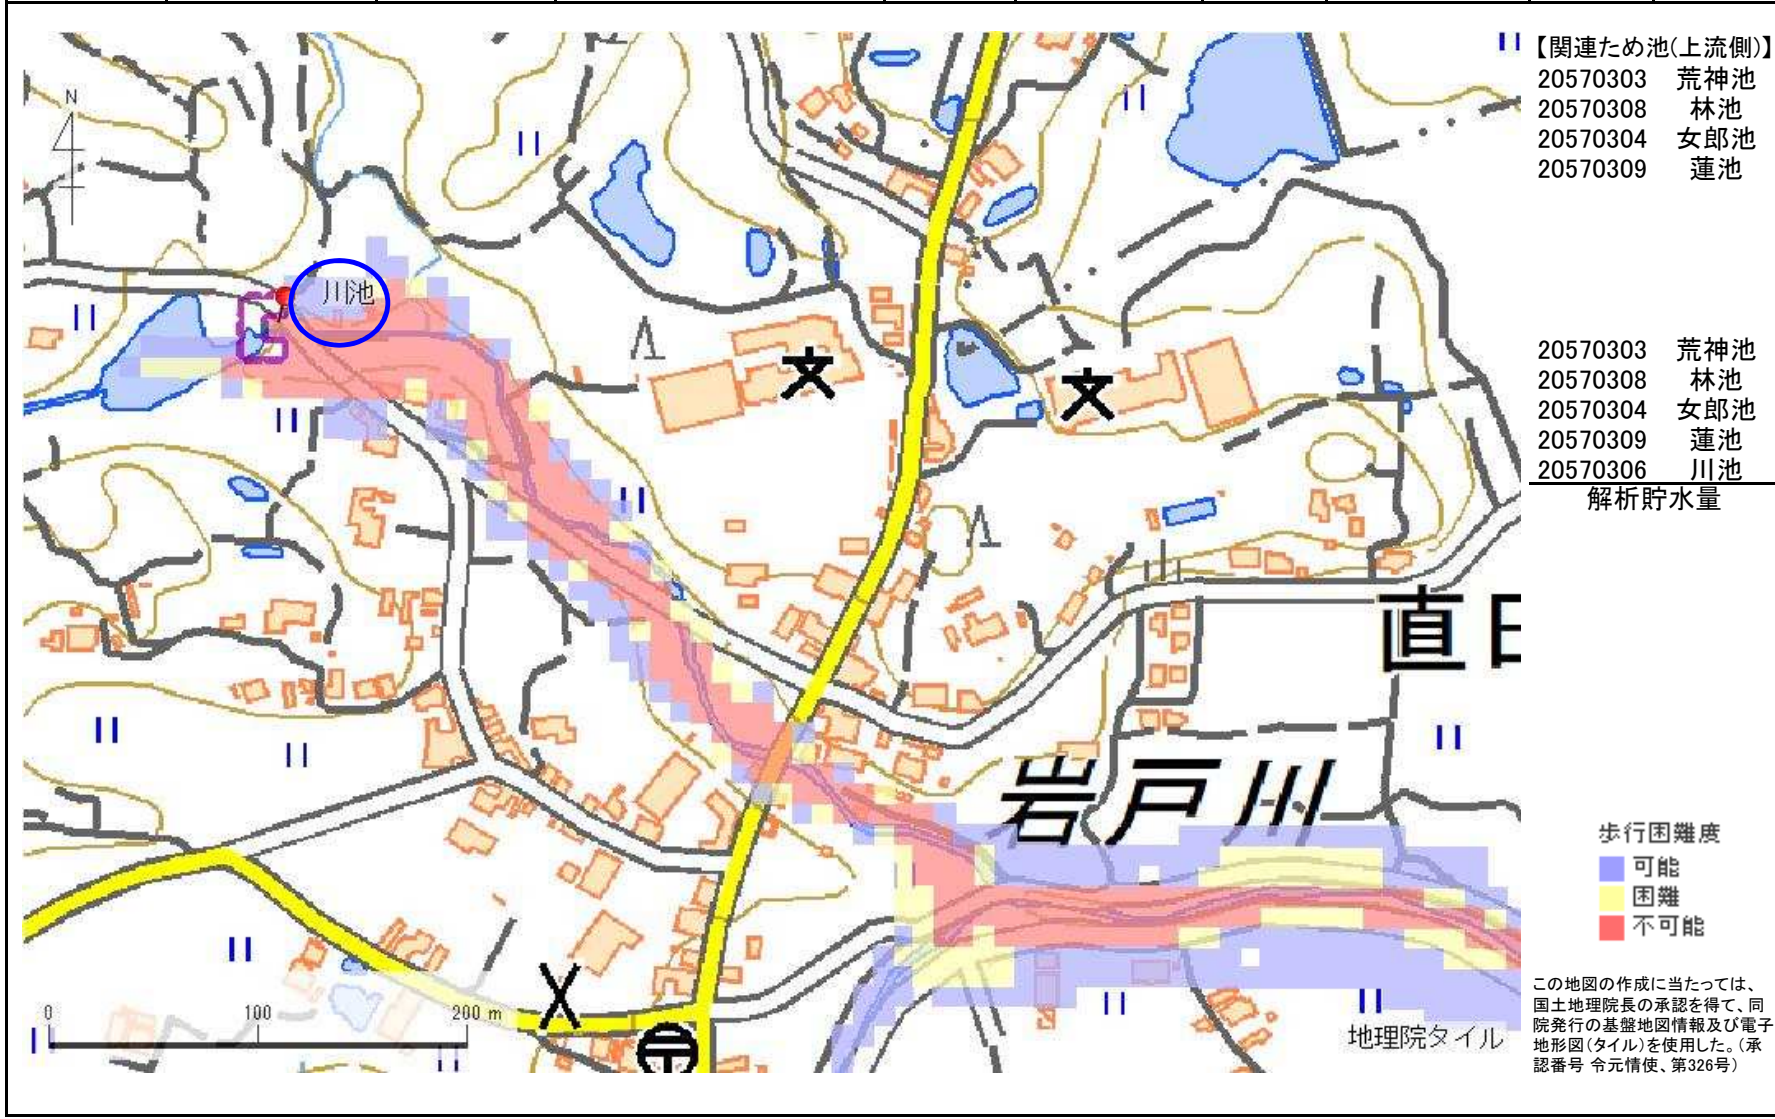 N
川池
文
文
直
岩戸川
0 100 200 m
地理院タイル
【関連ため池(上流側)】
20570303 荒神池
20570308 林池
20570304 女郎池
20570309 蓮池
20570303 荒神池
20570308 林池
20570304 女郎池
20570309 蓮池
20570306 川池
解析貯水量
歩行困難度
可能
困難
不可能
この地図の作成に当たっては、
国土地理院長の承認を得て、同
院発行の基盤地図情報及び電子
地形図(タイル)を使用した。(承
認番号 令元情使、第326号)